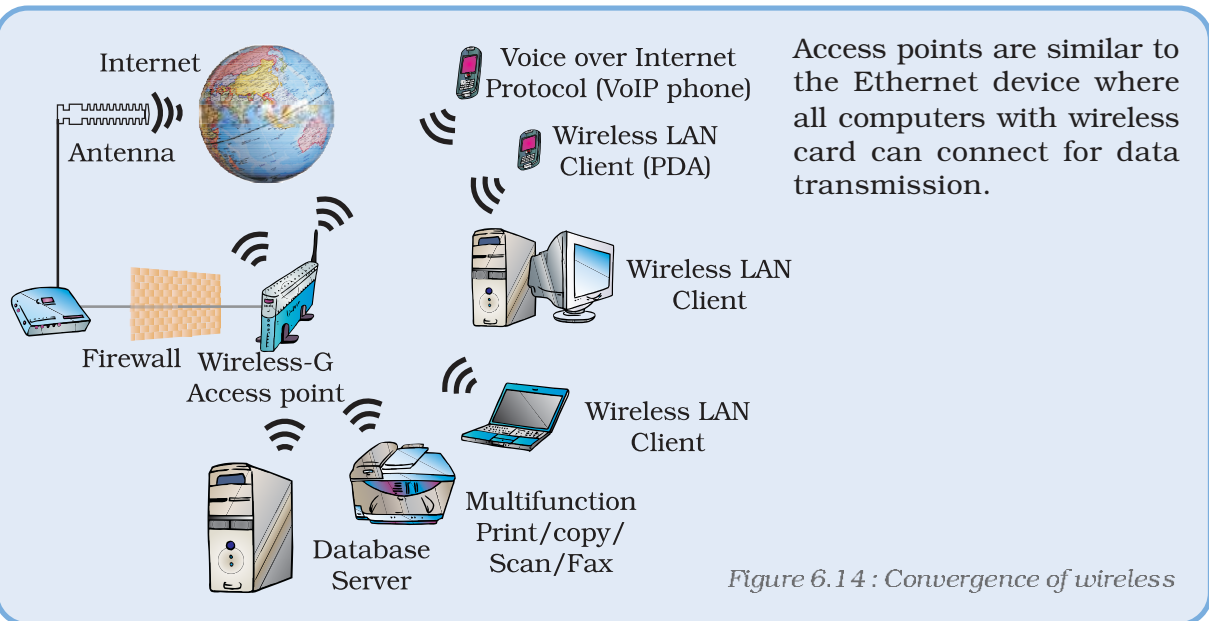 Internet
Antenna
Voice over Internet
Protocol (VoIP phone)
Wireless LAN
Client (PDA)
Access points are similar to
the Ethernet device where
all computers with wireless
card can connect for data
transmission.
Wireless LAN
Client
Firewall
Wireless-G
Access point
Wireless LAN
Client
Multifunction
Print/copy/
Scan/Fax
Database
Server
Figure 6.14 : Convergence of wireless